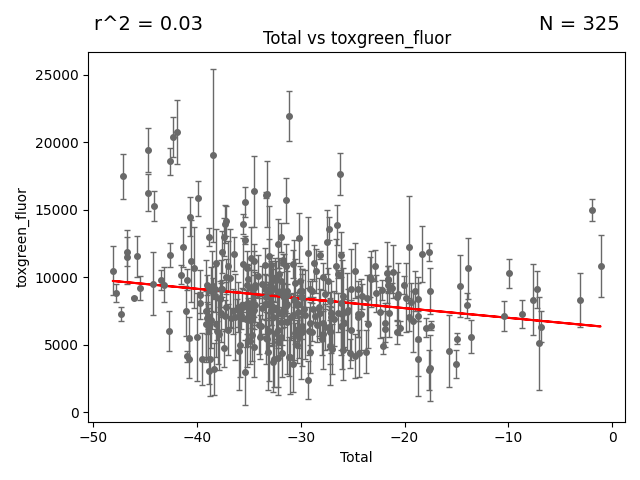 r^2 = 0.03
N = 325
Total vs toxgreen_fluor
25000
20000
15000
10000
5000
0
toxgreen_fluor
−50
−40
−30
−20
−10
0
Total